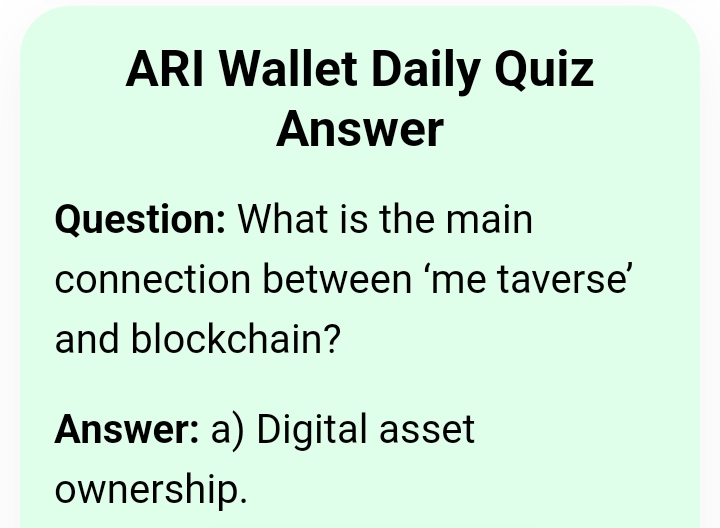 ARI Wallet Daily Quiz
Answer
Question: What is the main
connection between ‘me taverse’
and blockchain?
Answer: a) Digital asset
ownership.